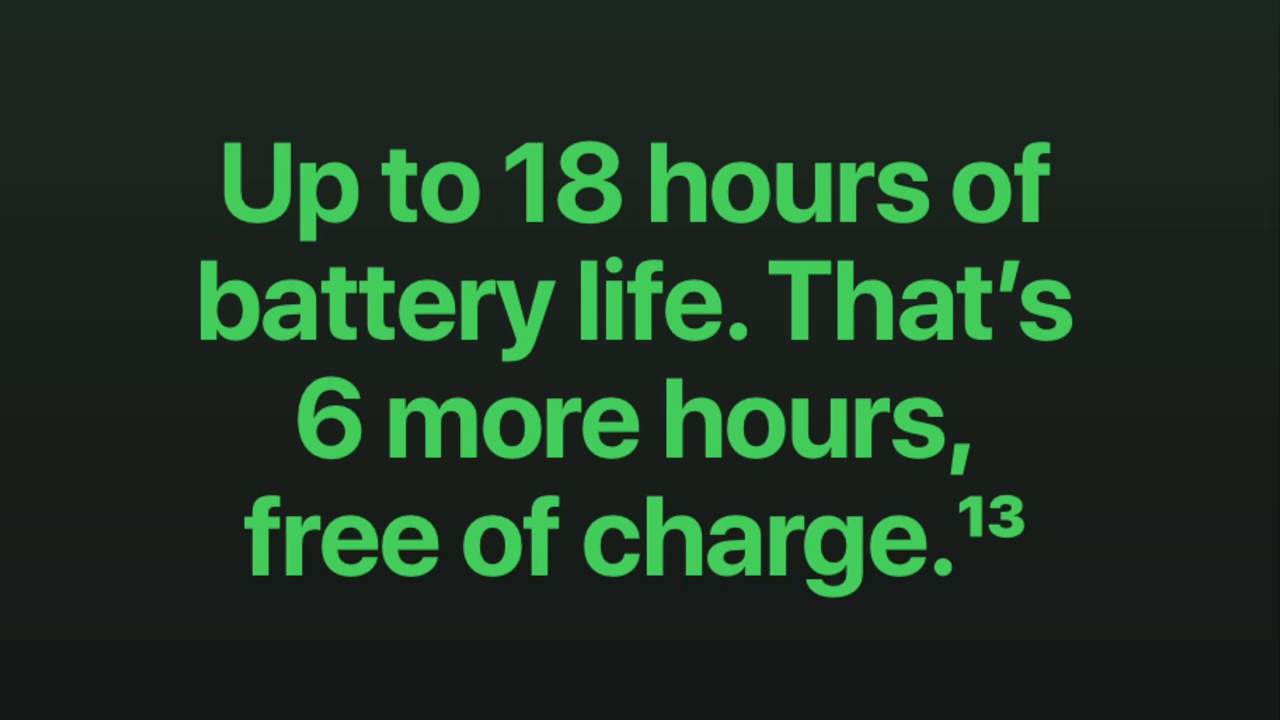 Up to 18 hours of
battery life. That’s
6 more hours,
free of charge.¹³